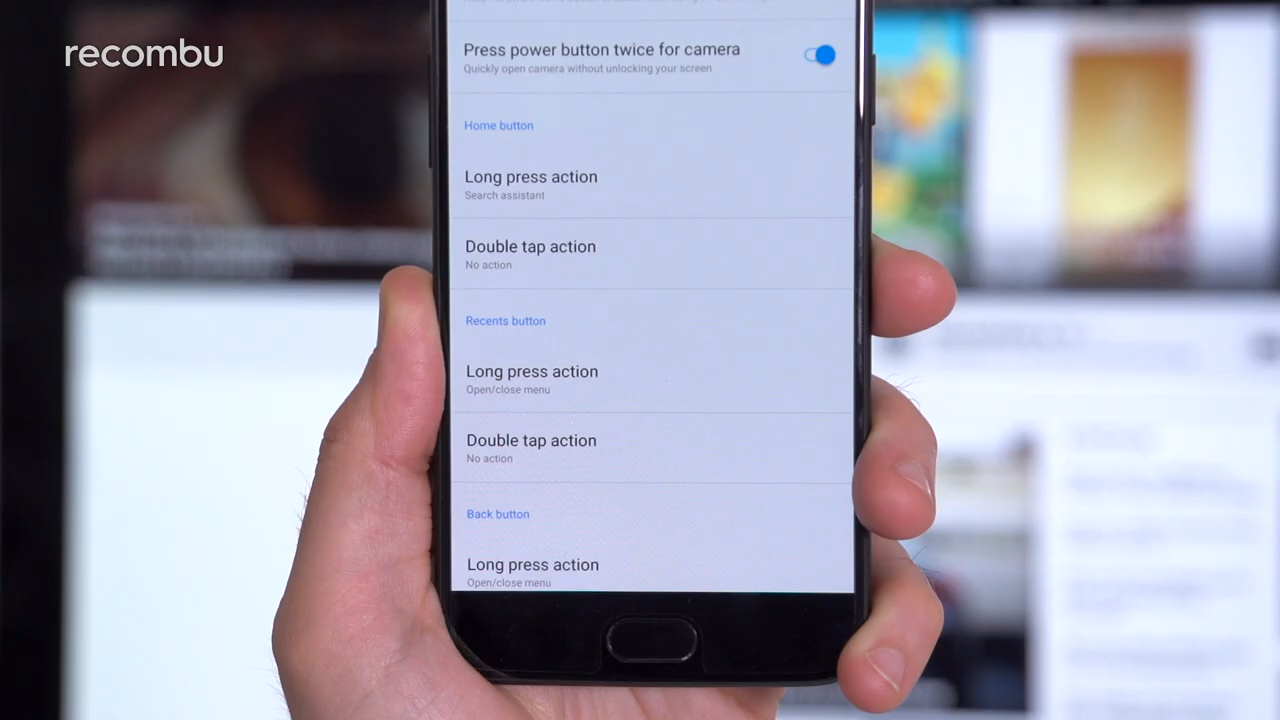 recombu
Press power button twice for camera
Quickly open camera without unlocking your screen
Home button
Long press action
Search assistant
Double tap action
No action
Recents button
Long press action
Open/close menu
Double tap action
No action
Back button
Long press action
Open/close menu